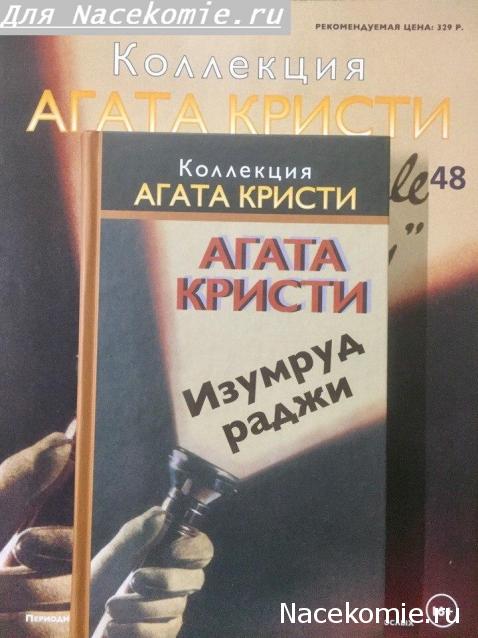 Для Nacekomie.ru
РЕКОМЕНДУЕМАЯ ЦЕНА: 329 Р.
Коллекция
АГАТА КРИСТИ
48
Коллекция
АГАТА КРИСТИ
АГАТА
КРИСТИ
Изумруд
раджи
Nacekomie.ru